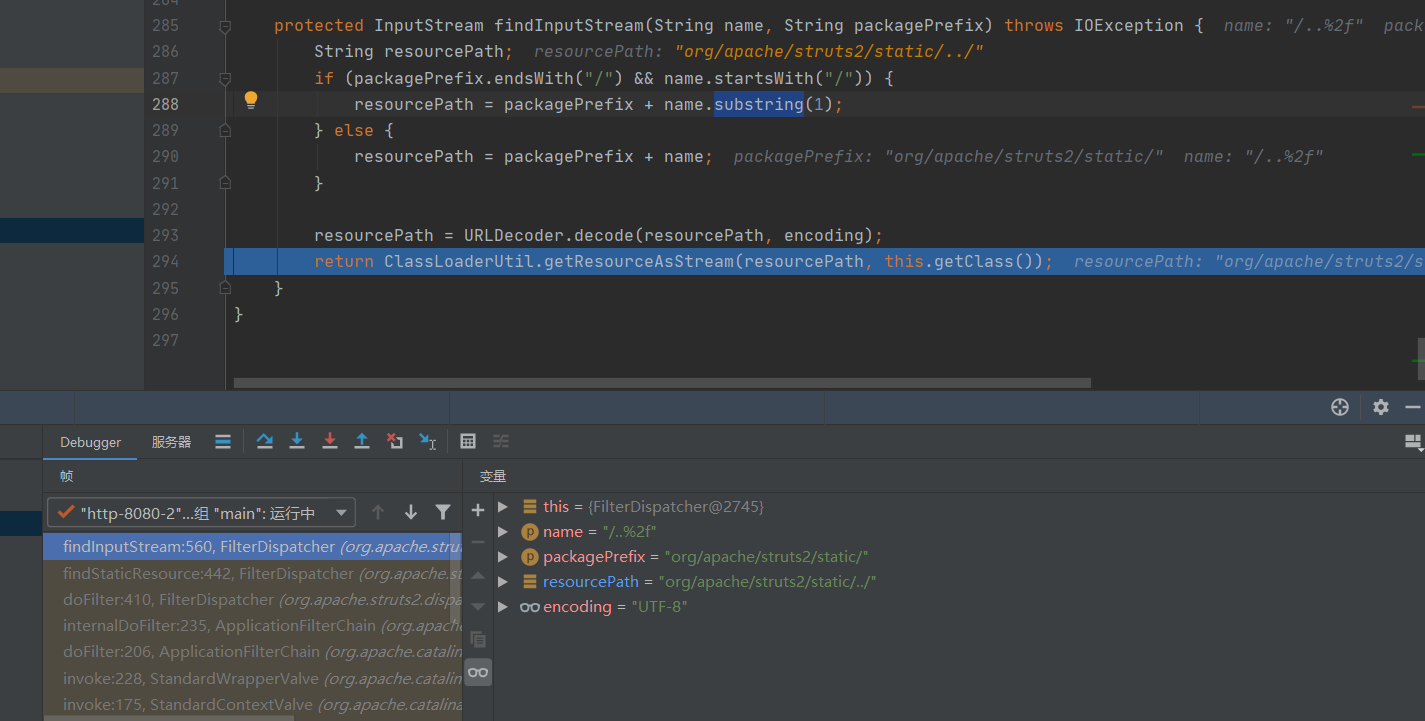 285 protected InputStream findInputStream(String name, String packagePrefix) throws IOException { name: "/..%2f"
286 String resourcePath; resourcePath: "org/apache/struts2/static/../"
287 if (packagePrefix.endsWith("/") && name.startsWith("/")) {
288 resourcePath = packagePrefix + name.substring(1);
289 } else {
290 resourcePath = packagePrefix + name; packagePrefix: "org/apache/struts2/static/" name: "/..%2f"
291 }
292
293 resourcePath = URLDecoder.decode(resourcePath, encoding);
294 return ClassLoaderUtil.getResourceAsStream(resourcePath, this.getClass()); resourcePath: "org/apache/struts2/s
295 }
296 }
297
Debugger 服务器
帧 变量
"http-8080-2"...组 "main": 运行中
findInputStream:560, FilterDispatcher (org.apache.strut
findStaticResource:442, FilterDispatcher (org.apache.st
doFilter:410, FilterDispatcher (org.apache.struts2.dispa
internalDoFilter:235, ApplicationFilterChain (org.apach
doFilter:206, ApplicationFilterChain (org.apache.catalin
invoke:228, StandardWrapperValve (org.apache.catalina
invoke:175, StandardContextValve (org.apache.catalina
this = {FilterDispatcher@2745}
name = "/..%2f"
packagePrefix = "org/apache/struts2/static/"
resourcePath = "org/apache/struts2/static/../"
encoding = "UTF-8"